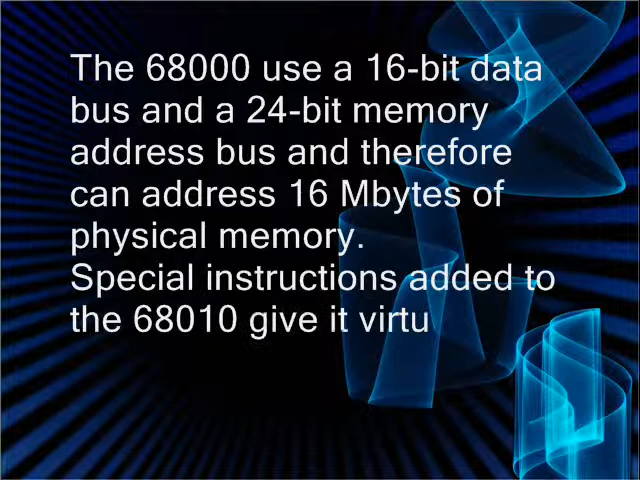 The 68000 use a 16-bit data
bus and a 24-bit memory
address bus and therefore
can address 16 Mbytes of
physical memory.
Special instructions added to
the 68010 give it virtu